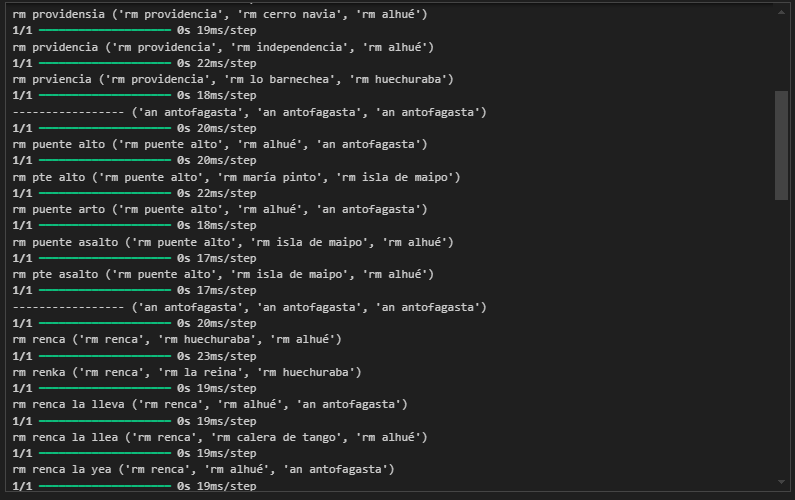 rm providensia ('rm providencia', 'rm cerro navia', 'rm alhué')
1/1 ━━━━━━━━━━━━━━━━━━━━ 0s 19ms/step
rm prvidencia ('rm providencia', 'rm independencia', 'rm alhué')
1/1 ━━━━━━━━━━━━━━━━━━━━ 0s 22ms/step
rm prviencia ('rm providencia', 'rm lo barnechea', 'rm huechuraba')
1/1 ━━━━━━━━━━━━━━━━━━━━ 0s 18ms/step
----------------- ('an antofagasta', 'an antofagasta', 'an antofagasta')
1/1 ━━━━━━━━━━━━━━━━━━━━ 0s 20ms/step
rm puente alto ('rm puente alto', 'rm alhué', 'an antofagasta')
1/1 ━━━━━━━━━━━━━━━━━━━━ 0s 20ms/step
rm pte alto ('rm puente alto', 'rm maría pinto', 'rm isla de maipo')
1/1 ━━━━━━━━━━━━━━━━━━━━ 0s 22ms/step
rm puente arto ('rm puente alto', 'rm alhué', 'an antofagasta')
1/1 ━━━━━━━━━━━━━━━━━━━━ 0s 18ms/step
rm puente asalto ('rm puente alto', 'rm isla de maipo', 'rm alhué')
1/1 ━━━━━━━━━━━━━━━━━━━━ 0s 17ms/step
rm pte asalto ('rm puente alto', 'rm isla de maipo', 'rm alhué')
1/1 ━━━━━━━━━━━━━━━━━━━━ 0s 17ms/step
----------------- ('an antofagasta', 'an antofagasta', 'an antofagasta')
1/1 ━━━━━━━━━━━━━━━━━━━━ 0s 20ms/step
rm renca ('rm renca', 'rm huechuraba', 'rm alhué')
1/1 ━━━━━━━━━━━━━━━━━━━━ 0s 23ms/step
rm renka ('rm renca', 'rm la reina', 'rm huechuraba')
1/1 ━━━━━━━━━━━━━━━━━━━━ 0s 19ms/step
rm renca la lleva ('rm renca', 'rm alhué', 'an antofagasta')
1/1 ━━━━━━━━━━━━━━━━━━━━ 0s 19ms/step
rm renca la llea ('rm renca', 'rm calera de tango', 'rm alhué')
1/1 ━━━━━━━━━━━━━━━━━━━━ 0s 19ms/step
rm renca la yea ('rm renca', 'rm alhué', 'an antofagasta')
1/1 ━━━━━━━━━━━━━━━━━━━━ 0s 19ms/step